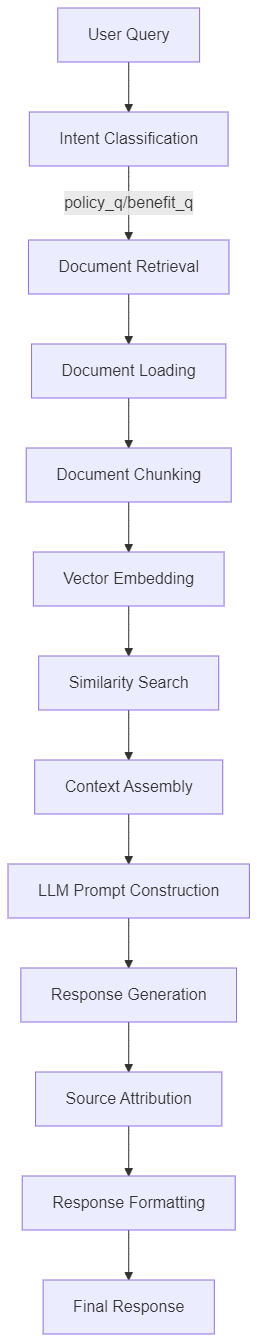 User Query
Intent Classification
policy_q/benefit_q
Document Retrieval
Document Loading
Document Chunking
Vector Embedding
Similarity Search
Context Assembly
LLM Prompt Construction
Response Generation
Source Attribution
Response Formatting
Final Response